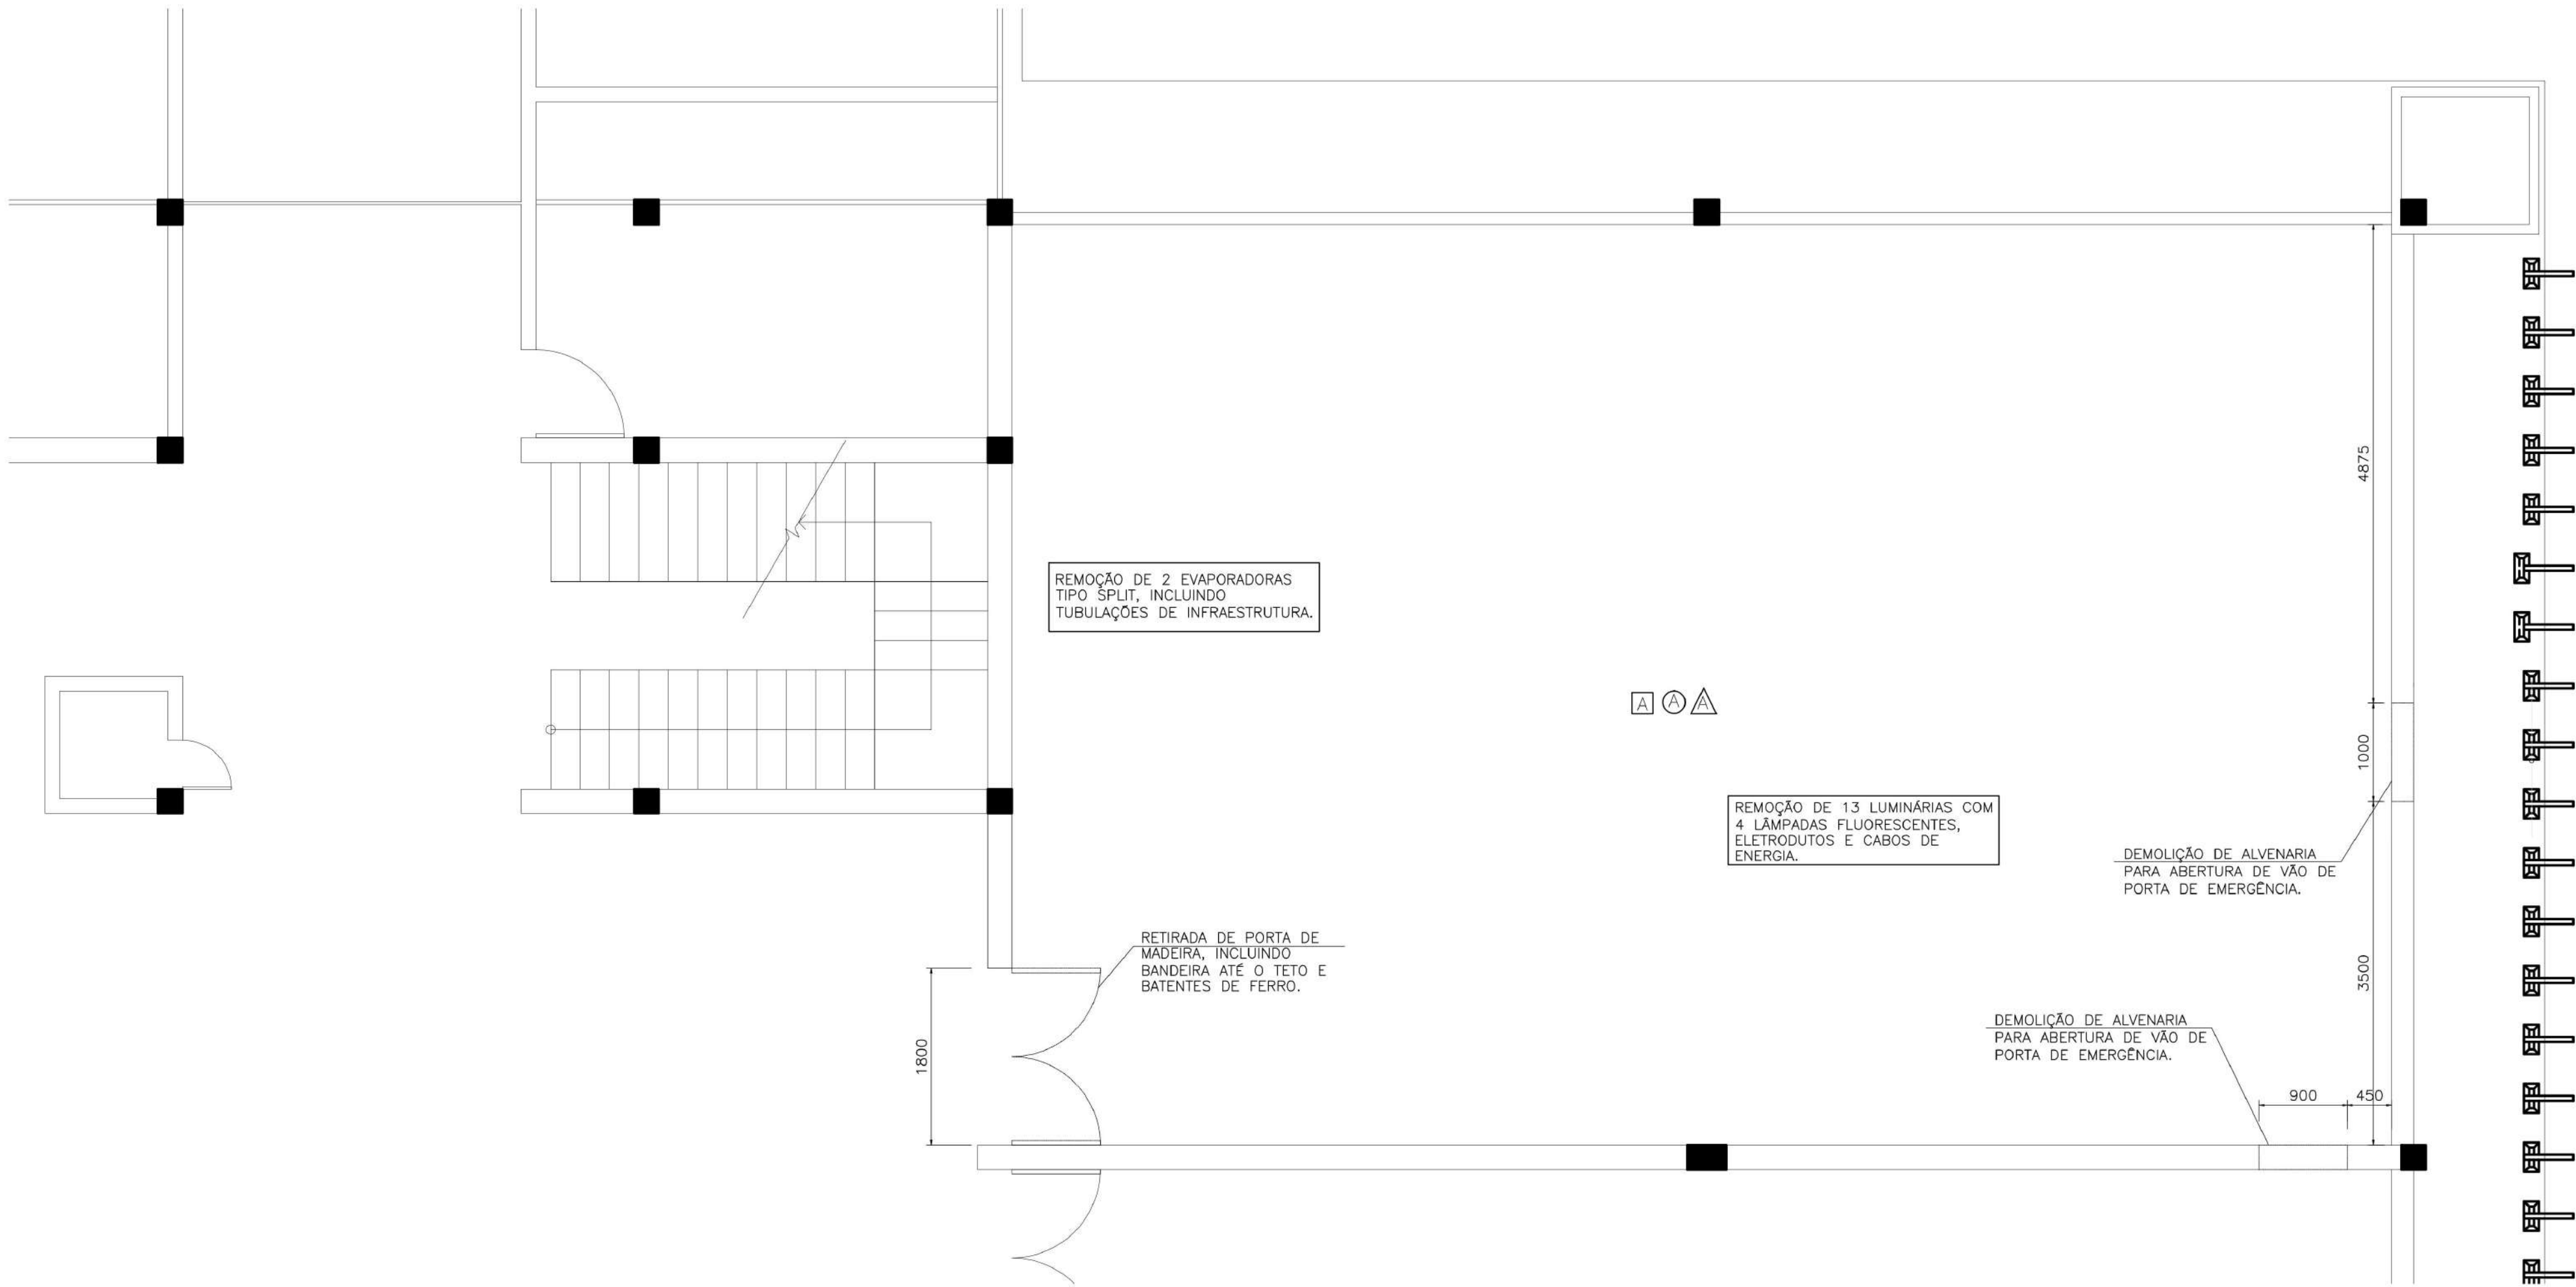 4875
REMOÇÃO DE 2 EVAPORADORAS
TIPO SPLIT, INCLUINDO
TUBULAÇÕES DE INFRAESTRUTURA.
A A A
1000
REMOÇÃO DE 13 LUMINÁRIAS COM
4 LÂMPADAS FLUORESCENTES,
ELETRODUTOS E CABOS DE
ENERGIA.
DEMOLIÇÃO DE ALVENARIA
PARA ABERTURA DE VÃO DE
PORTA DE EMERGÊNCIA.
RETIRADA DE PORTA DE
MADEIRA, INCLUINDO
BANDEIRA ATÉ O TETO E
BATENTES DE FERRO.
3500
1800
DEMOLIÇÃO DE ALVENARIA
PARA ABERTURA DE VÃO DE
PORTA DE EMERGÊNCIA.
900 450